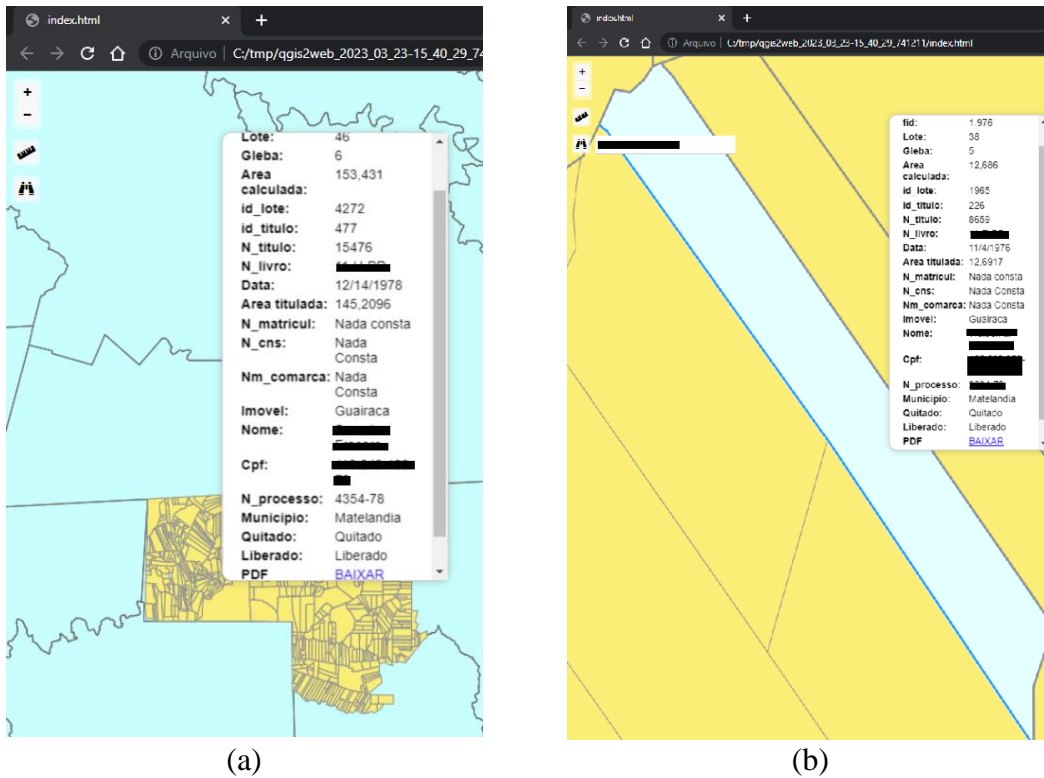 index.html × +
Arquivo | C:/tmp/qgis2web_2023_03_23-15_40_29_74
+
−
Lote: 46
Gleba: 6
Area 153,431
calculada:
id_lote: 4272
id_titulo: 477
N_titulo: 15476
N_livro:
Data: 12/14/1978
Area titulada: 145,2096
N_matricul: Nada consta
N_cns: Nada
Consta
Nm_comarca: Nada
Consta
Imovel: Guairaca
Nome:
Cpf:
N_processo: 4354-78
Municipio: Matelandia
Quitado: Quitado
Liberado: Liberado
PDF BAIXAR
(a)
index.html × +
Arquivo | C:/tmp/qgis2web_2023_03_23-15_40_29_741211/index.html
+
−
fid: 1.976
Lote: 38
Gleba: 5
Area 12,686
calculada:
id_lote: 1965
id_titulo: 226
N_titulo: 8659
N_livro:
Data: 11/4/1976
Area titulada: 12,6917
N_matricul: Nada consta
N_cns: Nada Consta
Nm_comarca: Nada Consta
Imovel: Guairaca
Nome:
Cpf:
N_processo:
Municipio: Matelandia
Quitado: Quitado
Liberado: Liberado
PDF BAIXAR
(b)